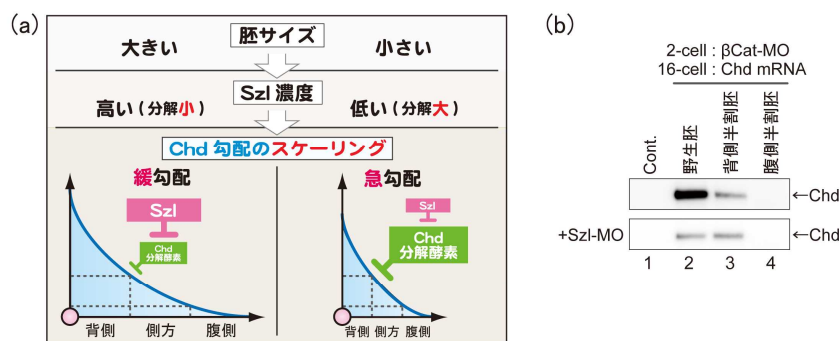 (a)
大きい 胚サイズ 小さい
Szl 濃度
高い(分解小) 低い(分解大)
Chd 勾配のスケーリング
緩勾配 急勾配
Szl
Chd
分解酵素
背側 側方 腹側
Szl
Chd
分解酵素
背側 側方 腹側
(b)
2-cell : βCat-MO
16-cell : Chd mRNA
Cont.
野生胚
背側半割胚
腹側半割胚
←Chd
+Szl-MO ←Chd
1 2 3 4